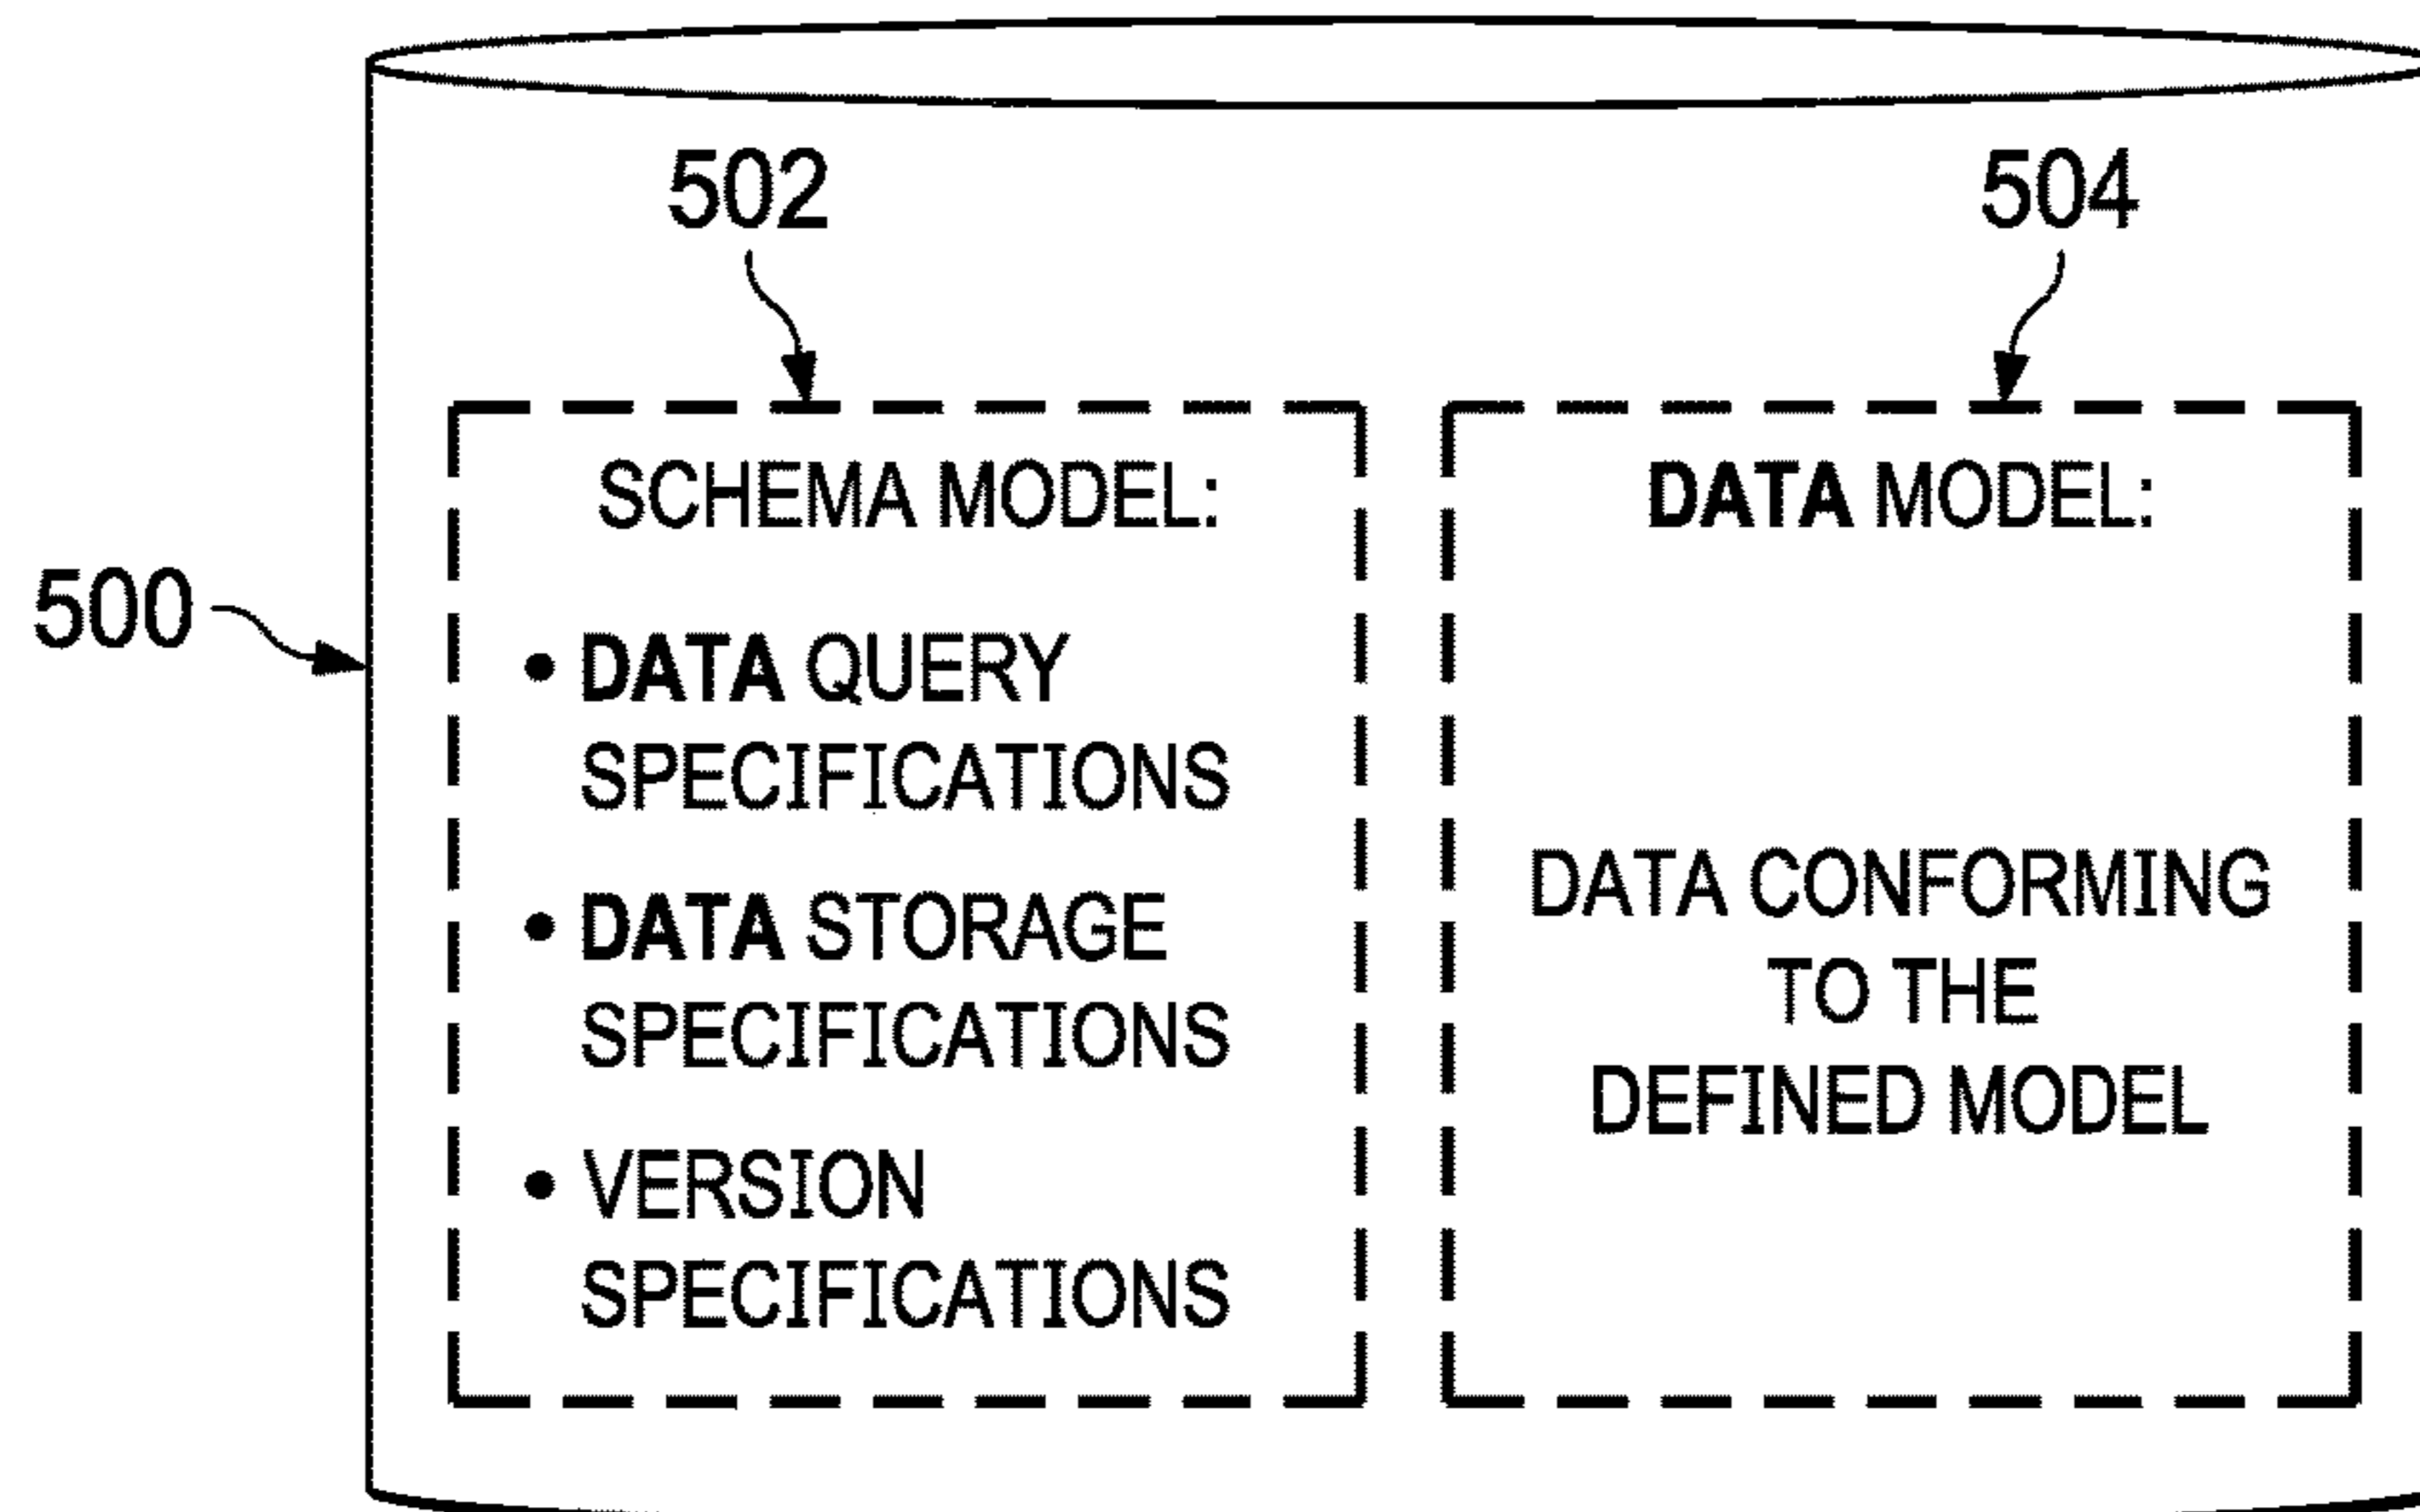 502
504
500
SCHEMA MODEL:
• DATA QUERY
SPECIFICATIONS
• DATA STORAGE
SPECIFICATIONS
• VERSION
SPECIFICATIONS
DATA MODEL:
DATA CONFORMING
TO THE
DEFINED MODEL